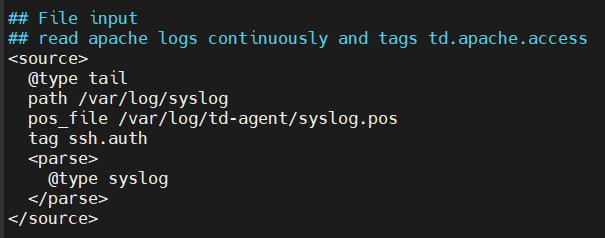 ## File input
## read apache logs continuously and tags td.apache.access
<source>
  @type tail
  path /var/log/syslog
  pos_file /var/log/td-agent/syslog.pos
  tag ssh.auth
  <parse>
    @type syslog
  </parse>
</source>